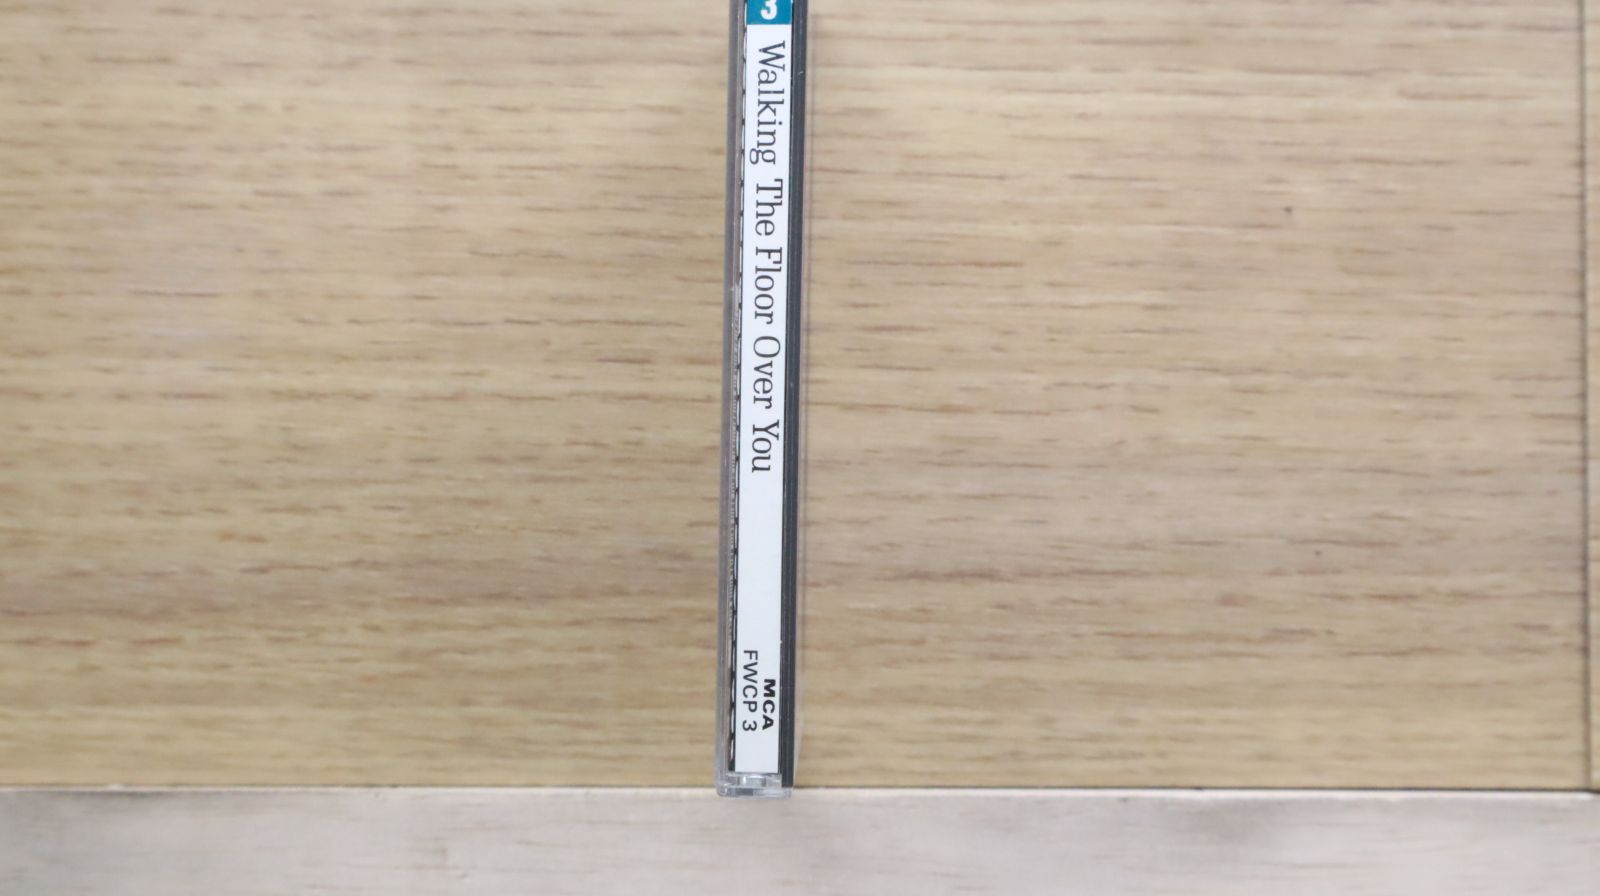 3
Walking The Floor Over You
MCA
FWCP 3